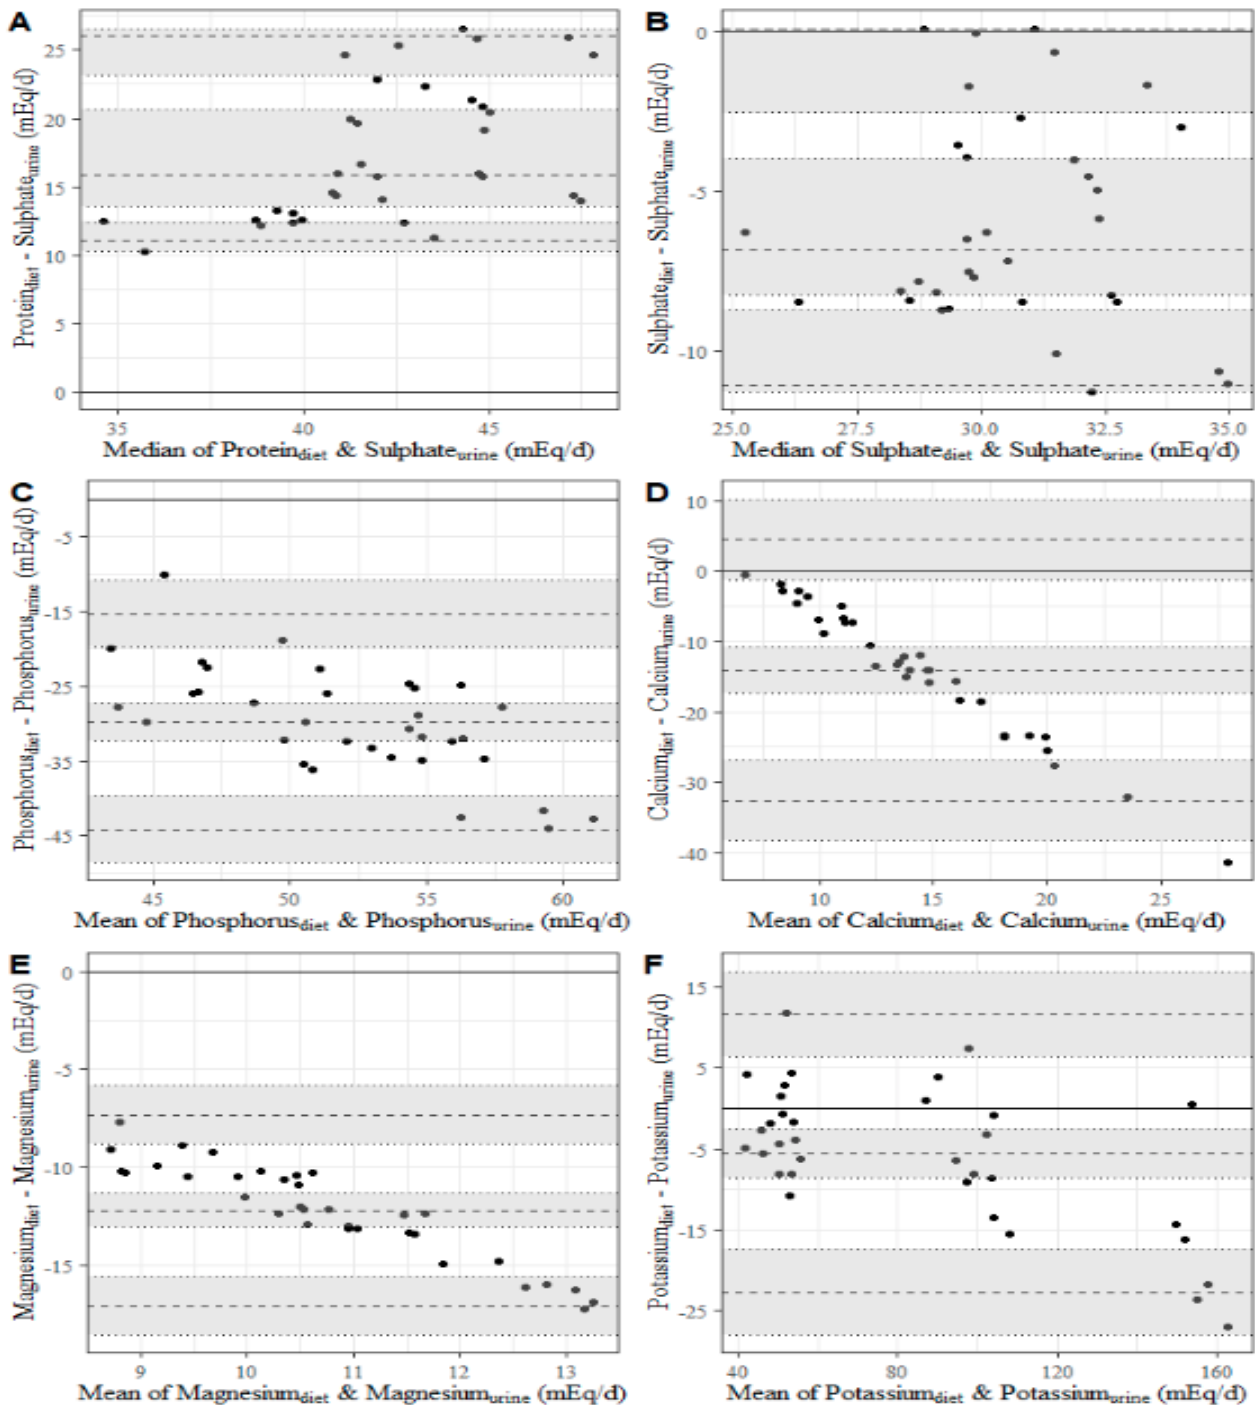 A
Protein_diet - Sulphate_urine (mEq/d)
25
20
15
10
5
0
35 40 45
Median of Protein_diet & Sulphate_urine (mEq/d)
B
Sulphate_diet - Sulphate_urine (mEq/d)
0
-5
-10
25.0 27.5 30.0 32.5 35.0
Median of Sulphate_diet & Sulphate_urine (mEq/d)
C
Phosphorus_diet - Phosphorus_urine (mEq/d)
-5
-15
-25
-35
-45
45 50 55 60
Mean of Phosphorus_diet & Phosphorus_urine (mEq/d)
D
Calcium_diet - Calcium_urine (mEq/d)
10
0
-10
-20
-30
-40
10 15 20 25
Mean of Calcium_diet & Calcium_urine (mEq/d)
E
Magnesium_diet - Magnesium_urine (mEq/d)
0
-5
-10
-15
9 10 11 12 13
Mean of Magnesium_diet & Magnesium_urine (mEq/d)
F
Potassium_diet - Potassium_urine (mEq/d)
15
5
-5
-15
-25
40 80 120 160
Mean of Potassium_diet & Potassium_urine (mEq/d)